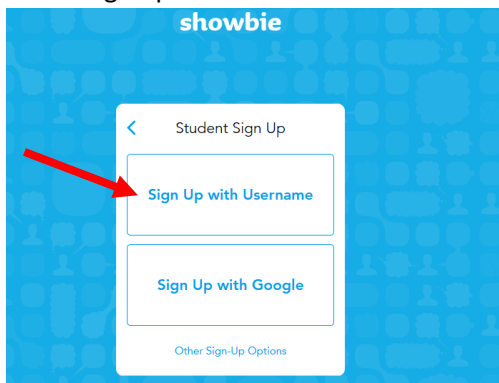 showbie
Student Sign Up
Sign Up with Username
Sign Up with Google
Other Sign-Up Options